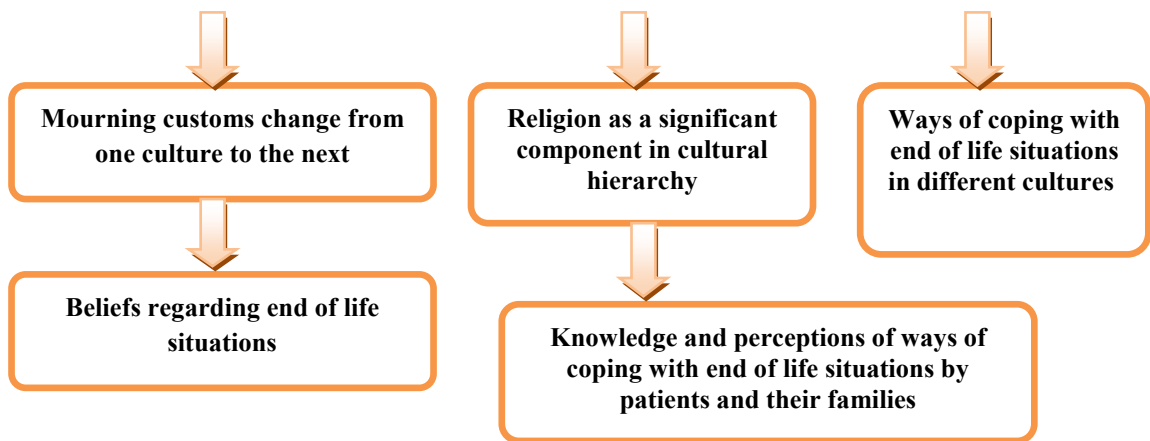 Mourning customs change from
one culture to the next
Religion as a significant
component in cultural
hierarchy
Ways of coping with
end of life situations
in different cultures
Beliefs regarding end of life
situations
Knowledge and perceptions of ways of
coping with end of life situations by
patients and their families